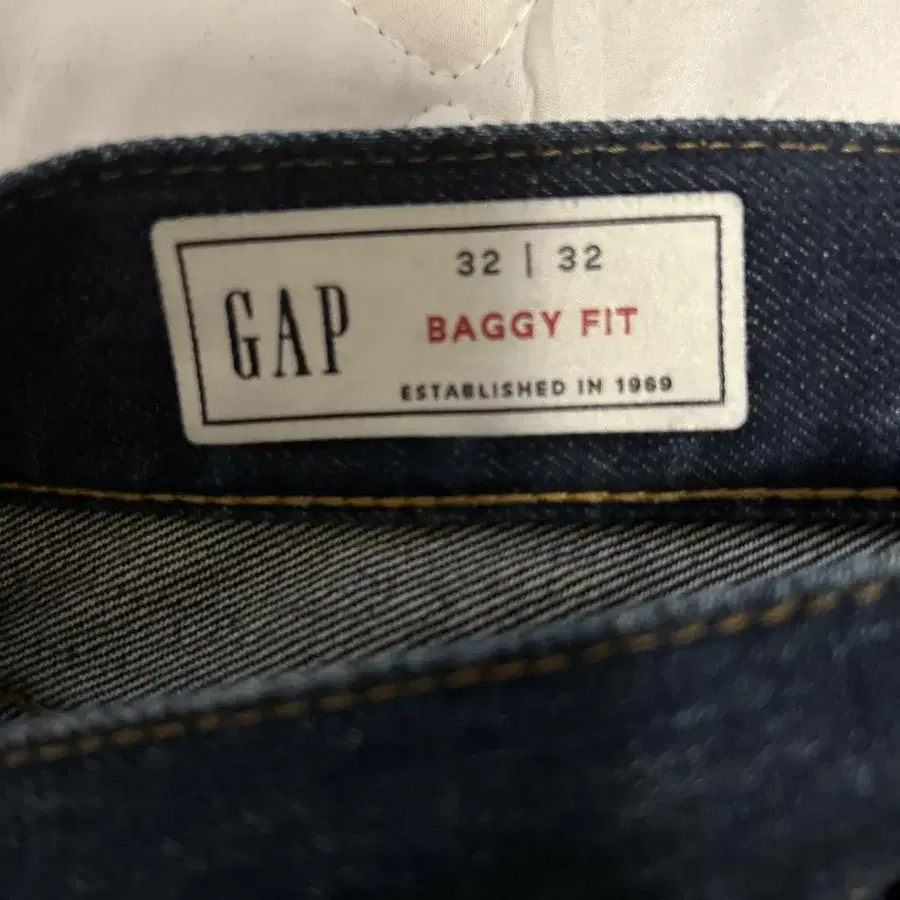 GAP
32 | 32
BAGGY FIT
ESTABLISHED IN 1969